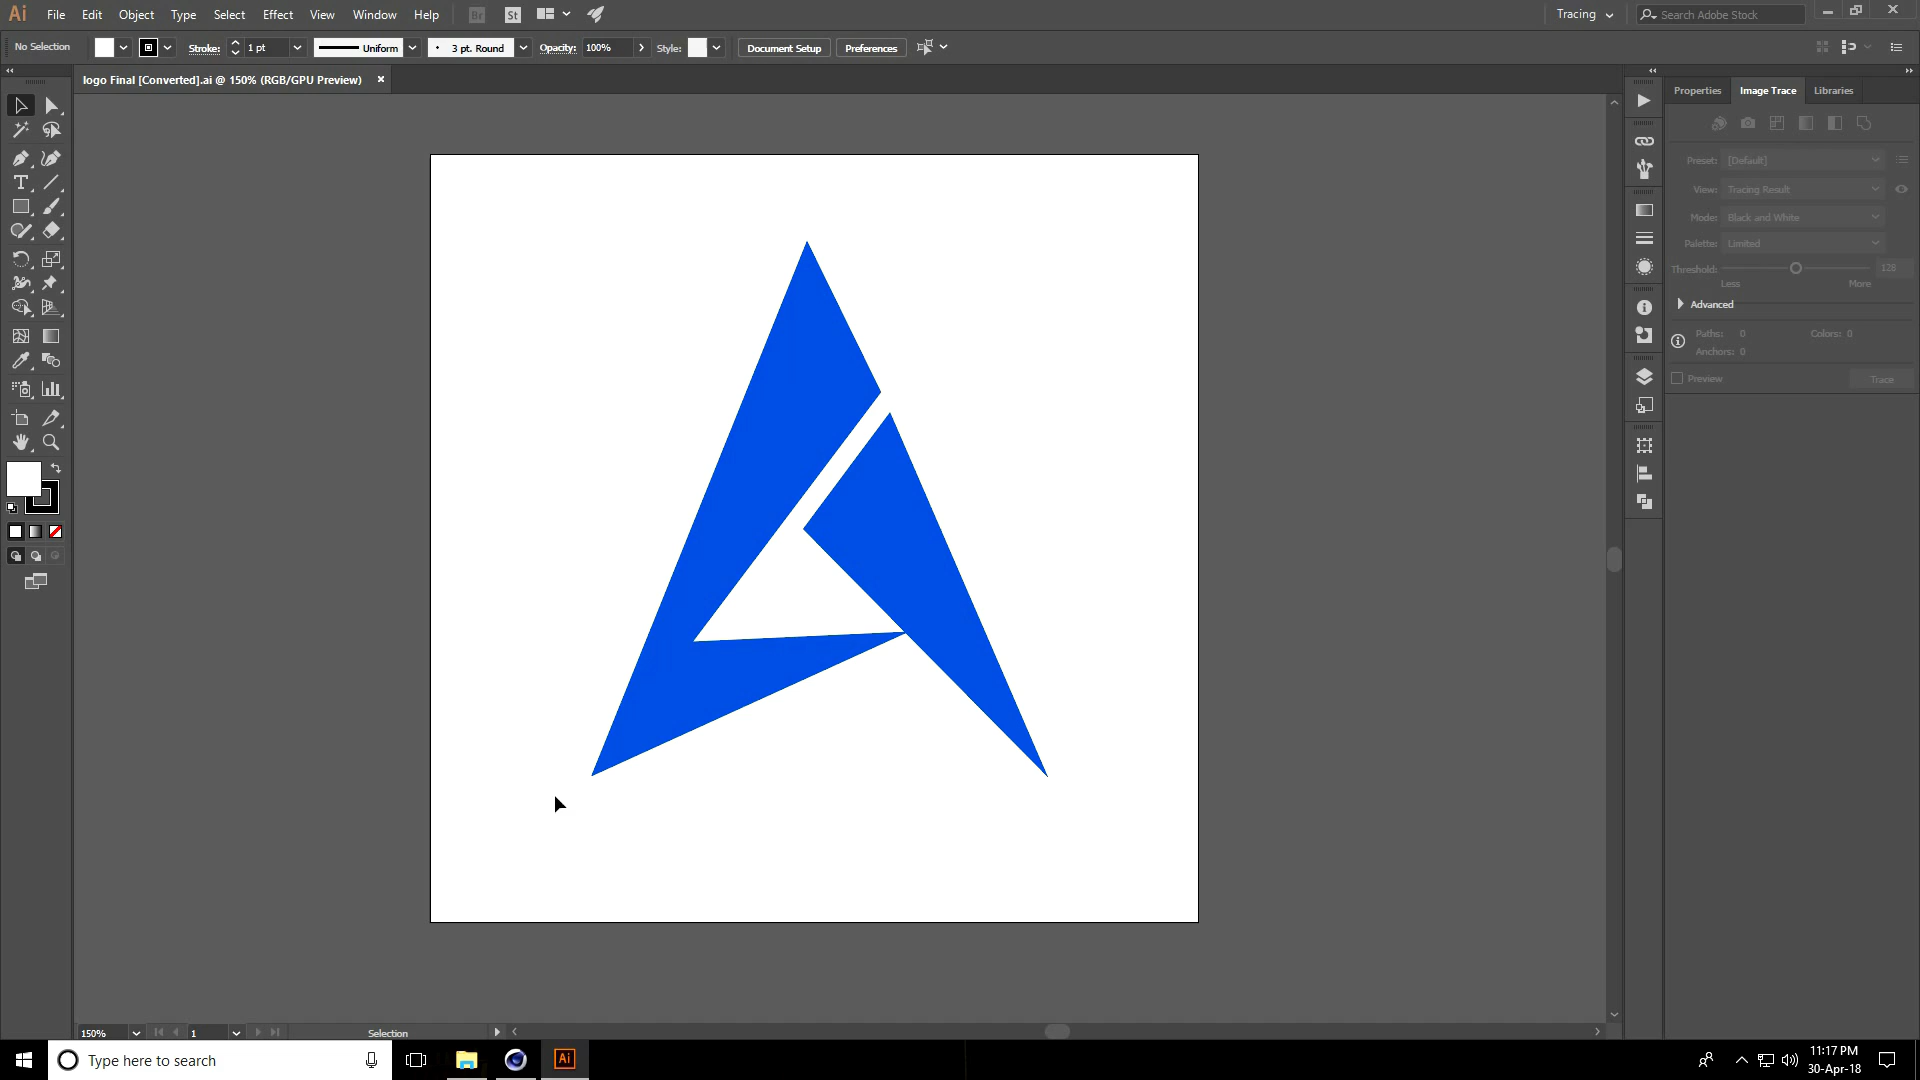 Ai File Edit Object Type Select Effect View Window Help Br St Tracing Search Adobe Stock
No Selection Stroke: 1 pt Uniform 3 pt. Round Opacity: 100% Style: Document Setup Preferences
logo Final [Converted].ai @ 150% (RGB/GPU Preview)
Properties Image Trace Libraries
Preset: [Default]
View: Tracing Result
Mode: Black and White
Palette: Limited
Threshold: 128
Less More
Advanced
Paths: 0 Colors: 0
Anchors: 0
Preview Trace
150% 1 Selection
Type here to search Ai
11:17 PM
30-Apr-18